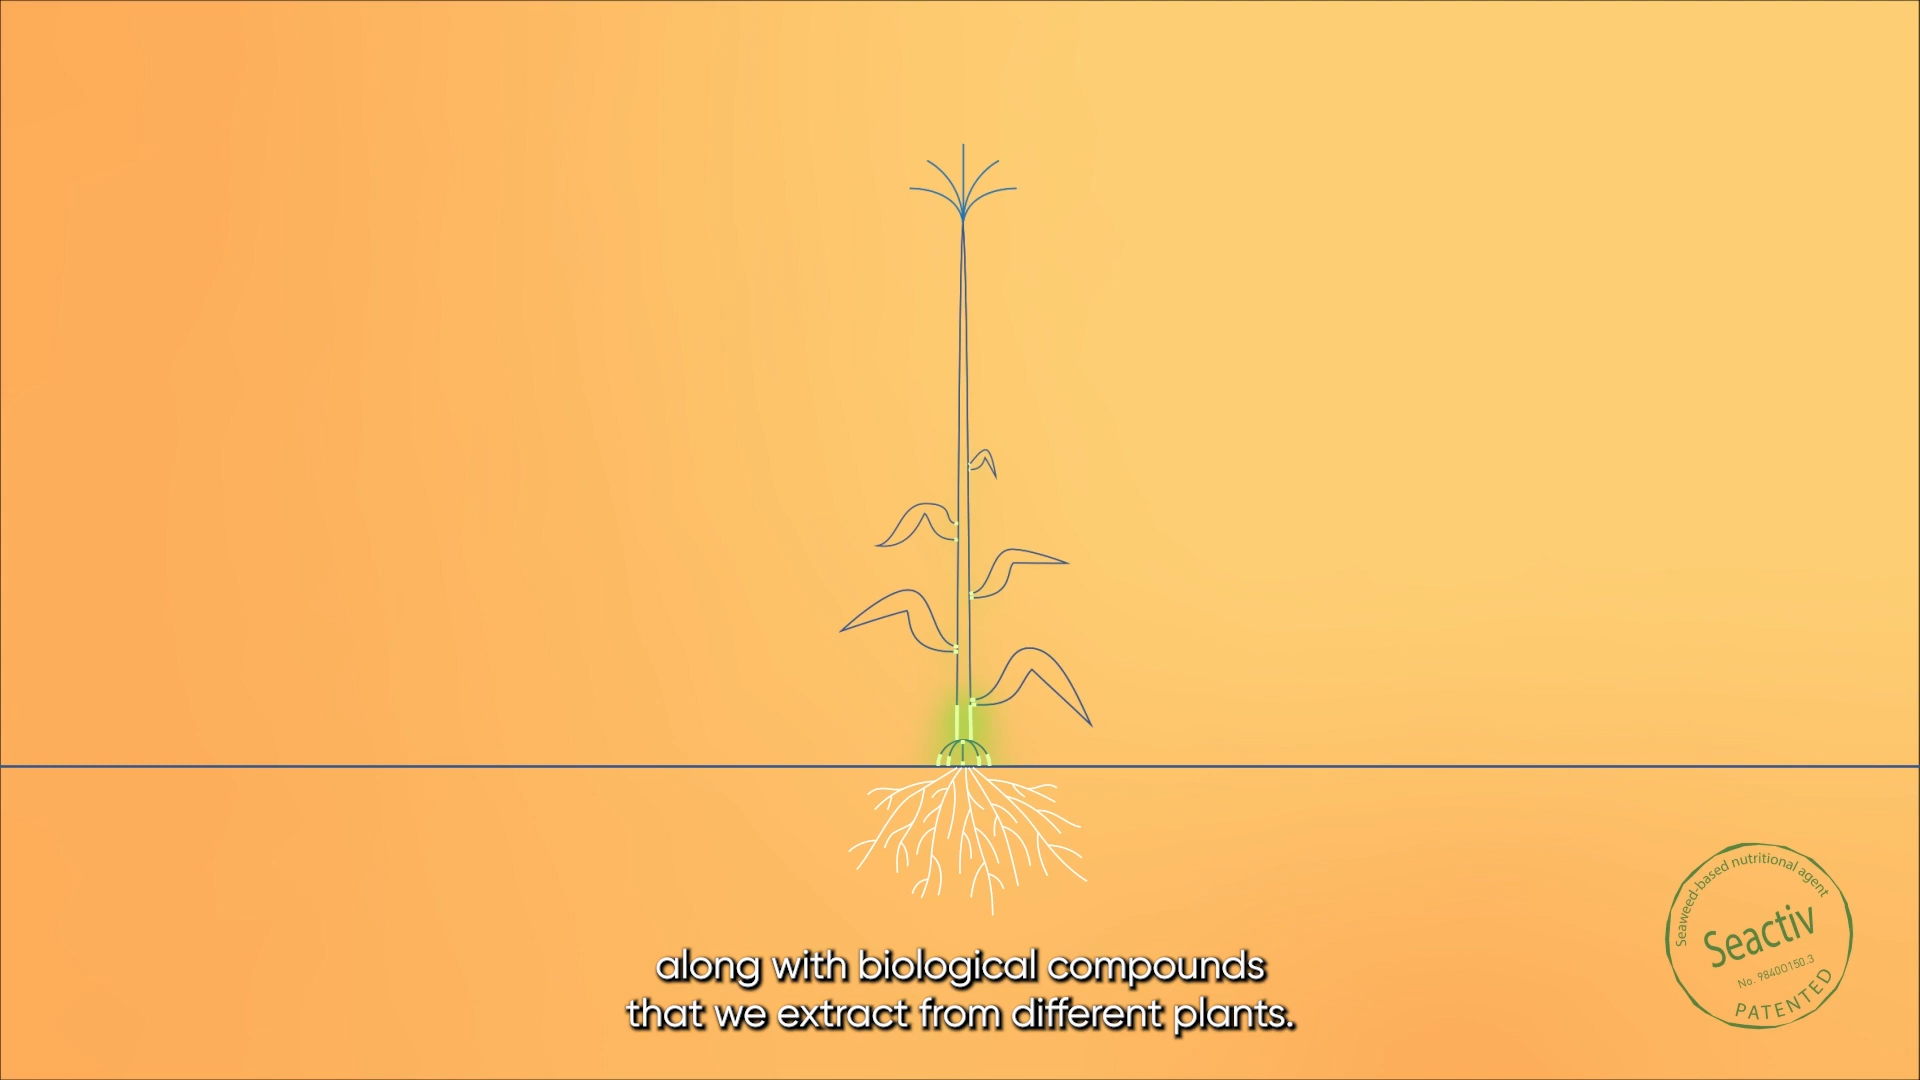 Seaweed-based nutritional agent
Seactiv
No. 98400150.3
PATENTED
along with biological compounds
that we extract from different plants.